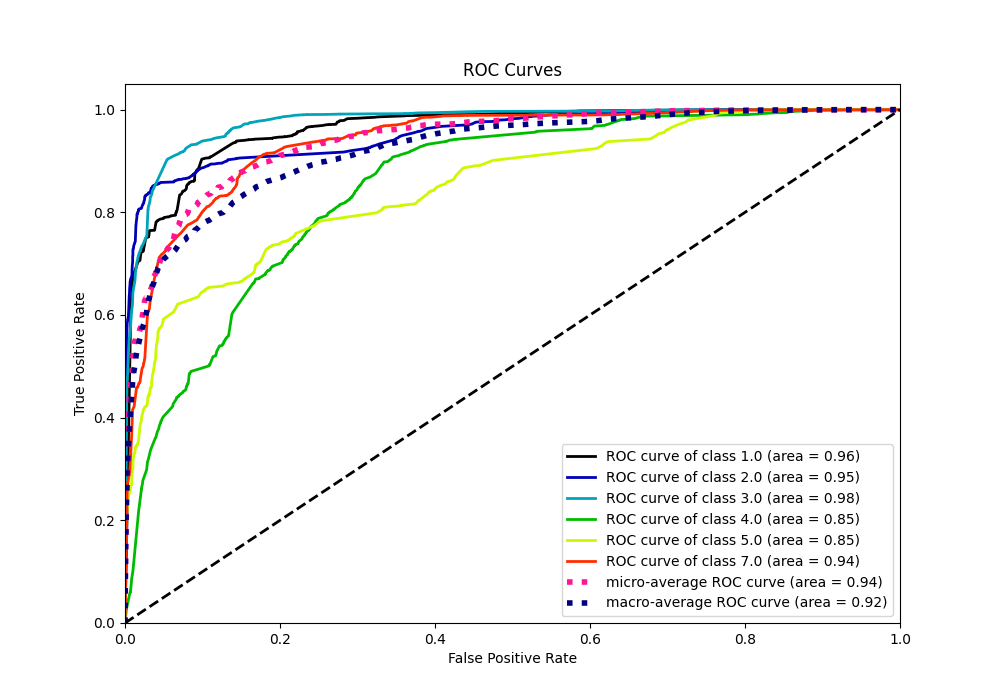 ROC Curves
True Positive Rate
1.0
0.8
0.6
0.4
0.2
0.0
ROC curve of class 1.0 (area = 0.96)
ROC curve of class 2.0 (area = 0.95)
ROC curve of class 3.0 (area = 0.98)
ROC curve of class 4.0 (area = 0.85)
ROC curve of class 5.0 (area = 0.85)
ROC curve of class 7.0 (area = 0.94)
micro-average ROC curve (area = 0.94)
macro-average ROC curve (area = 0.92)
0.0 0.2 0.4 0.6 0.8 1.0
False Positive Rate